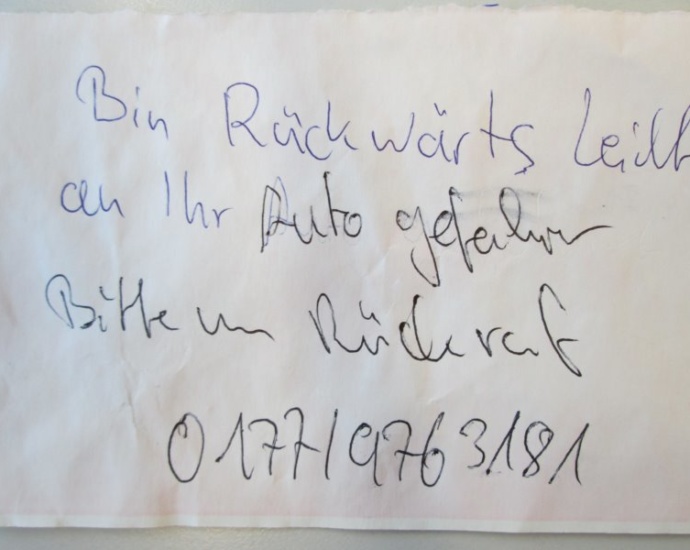 Bin Rückwärts Leicht
an Ihr Auto gefahren
Bitte um Rückruf
0177/9763181